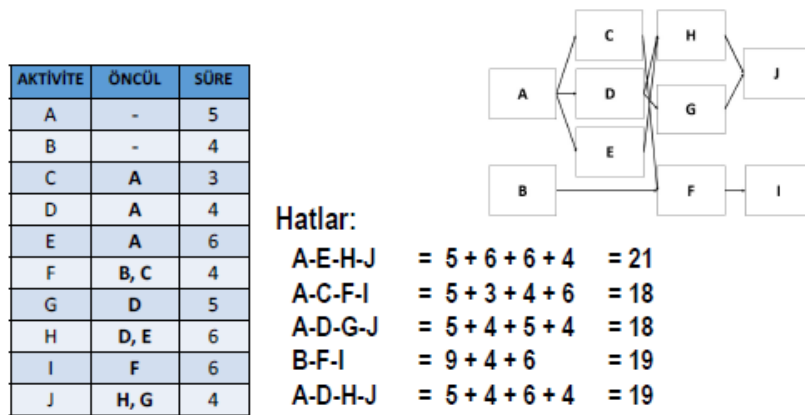 AKTİVİTE ÖNCÜL SÜRE
A - 5
B - 4
C A 3
D A 4
E A 6
F B, C 4
G D 5
H D, E 6
I F 6
J H, G 4
C H
J
A D
G
E
B F I
Hatlar:
A-E-H-J = 5 + 6 + 6 + 4 = 21
A-C-F-I = 5 + 3 + 4 + 6 = 18
A-D-G-J = 5 + 4 + 5 + 4 = 18
B-F-I = 9 + 4 + 6 = 19
A-D-H-J = 5 + 4 + 6 + 4 = 19